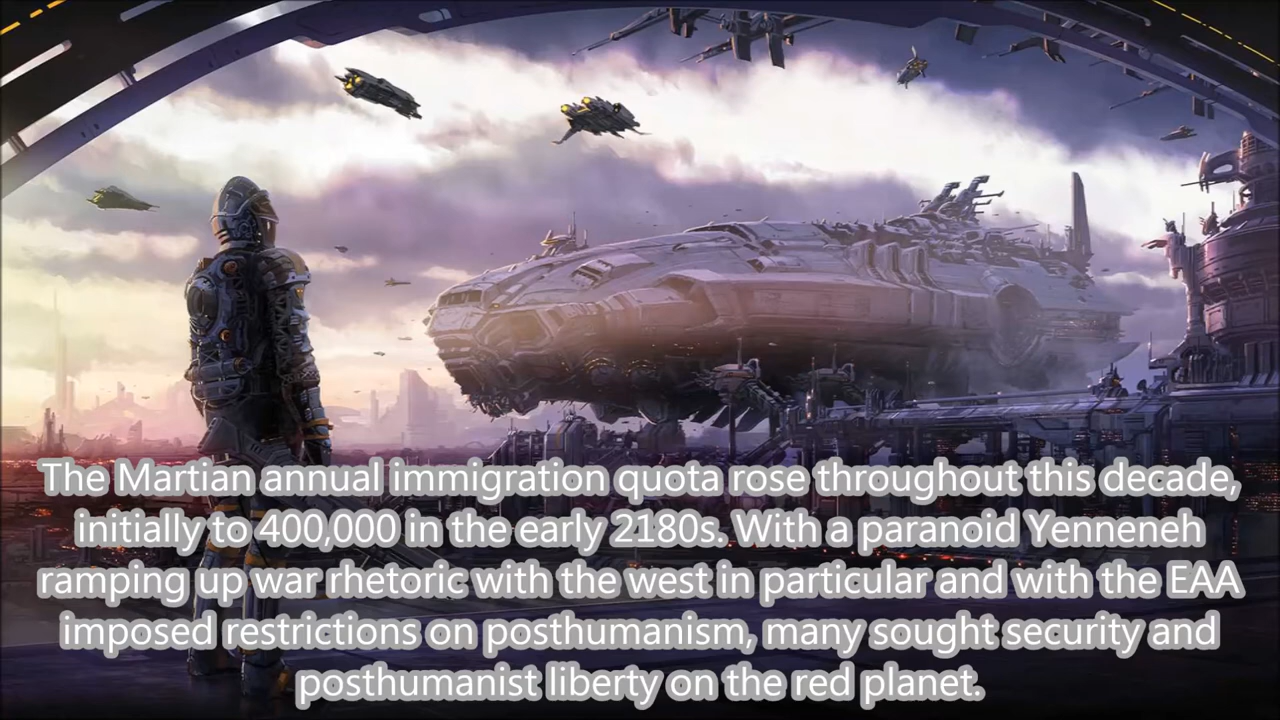 The Martian annual immigration quota rose throughout this decade,
initially to 400,000 in the early 2180s. With a paranoid Yenneneh
ramping up war rhetoric with the west in particular and with the EAA
imposed restrictions on posthumanism, many sought security and
posthumanist liberty on the red planet.